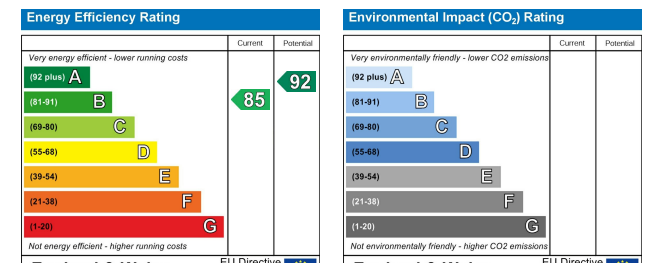 Energy Efficiency Rating
Current Potential
Very energy efficient - lower running costs
(92 plus) A
(81-91) B
(69-80) C
(55-68) D
(39-54) E
(21-38) F
(1-20) G
85
92
Not energy efficient - higher running costs
EU Directive
Environmental Impact (CO₂) Rating
Current Potential
Very environmentally friendly - lower CO2 emissions
(92 plus) A
(81-91) B
(69-80) C
(55-68) D
(39-54) E
(21-38) F
(1-20) G
Not environmentally friendly - higher CO2 emissions
EU Directive